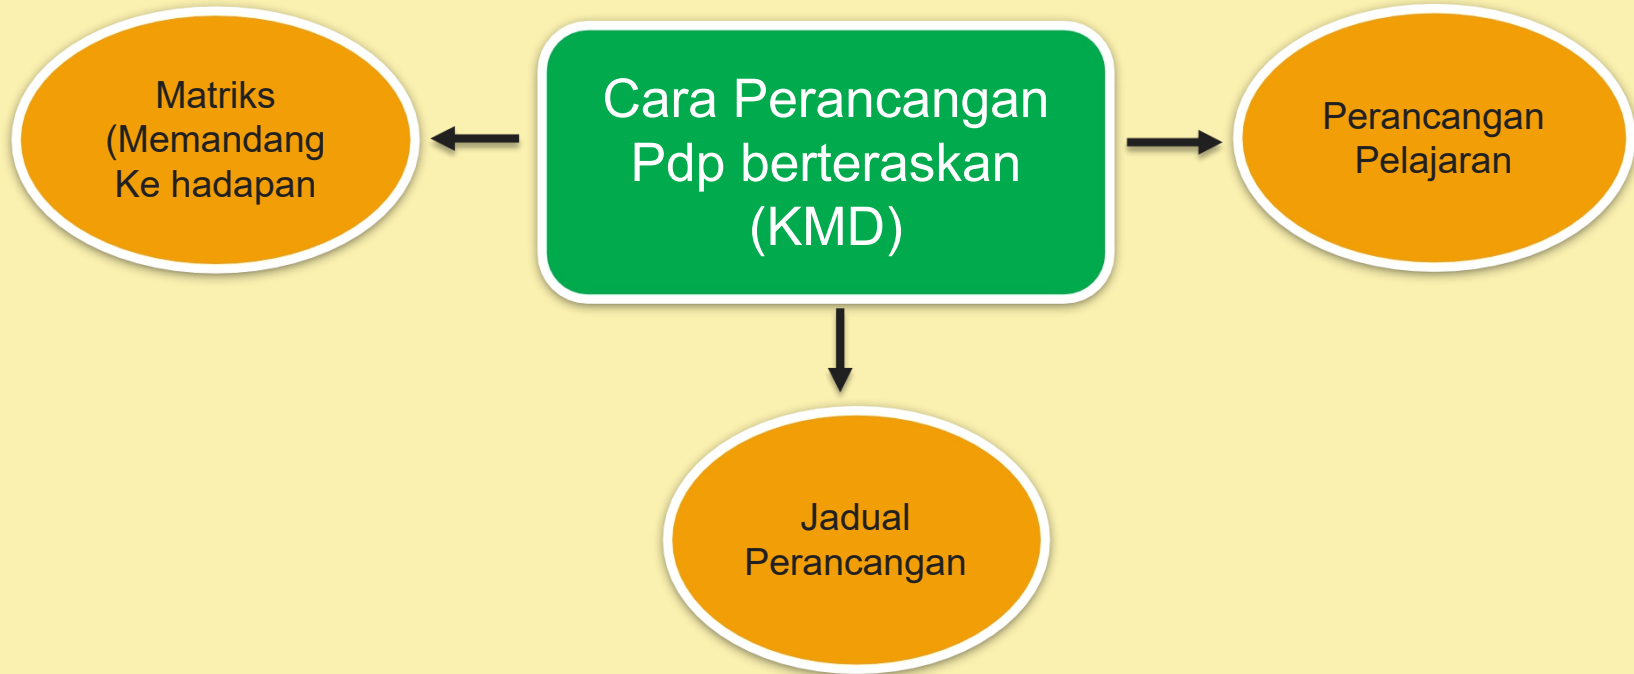 Matriks
(Memandang
Ke hadapan
Cara Perancangan
Pdp berteraskan
(KMD)
Perancangan
Pelajaran
Jadual
Perancangan